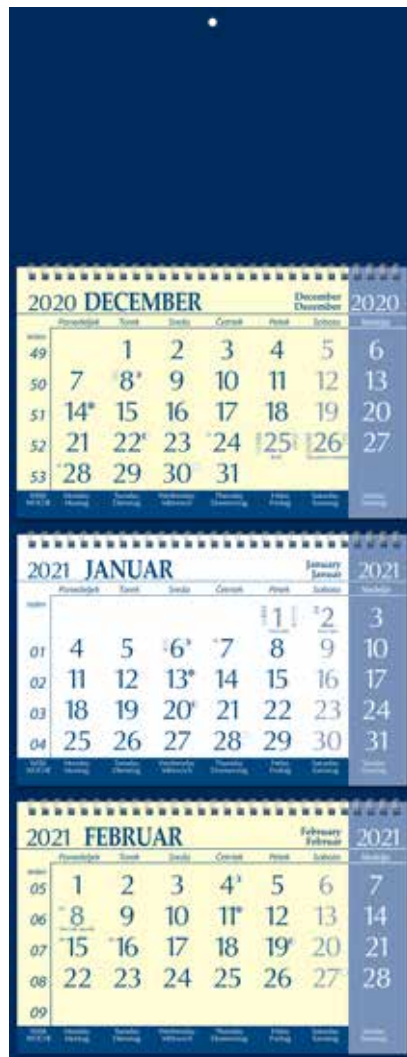 2020 DECEMBER December December 2020
Ponedeljek Torek Sreda Četrtek Petek Sobota Nedelja
49 1 2 3 4 5 6
50 7 8 9 10 11 12 13
51 14 15 16 17 18 19 20
52 21 22 23 24 25 26 27
53 28 29 30 31
2021 JANUAR January Januar 2021
Ponedeljek Torek Sreda Četrtek Petek Sobota Nedelja
1 2 3
01 4 5 6 7 8 9 10
02 11 12 13 14 15 16 17
03 18 19 20 21 22 23 24
04 25 26 27 28 29 30 31
2021 FEBRUAR February Februar 2021
Ponedeljek Torek Sreda Četrtek Petek Sobota Nedelja
05 1 2 3 4 5 6 7
06 8 9 10 11 12 13 14
07 15 16 17 18 19 20 21
08 22 23 24 25 26 27 28
09